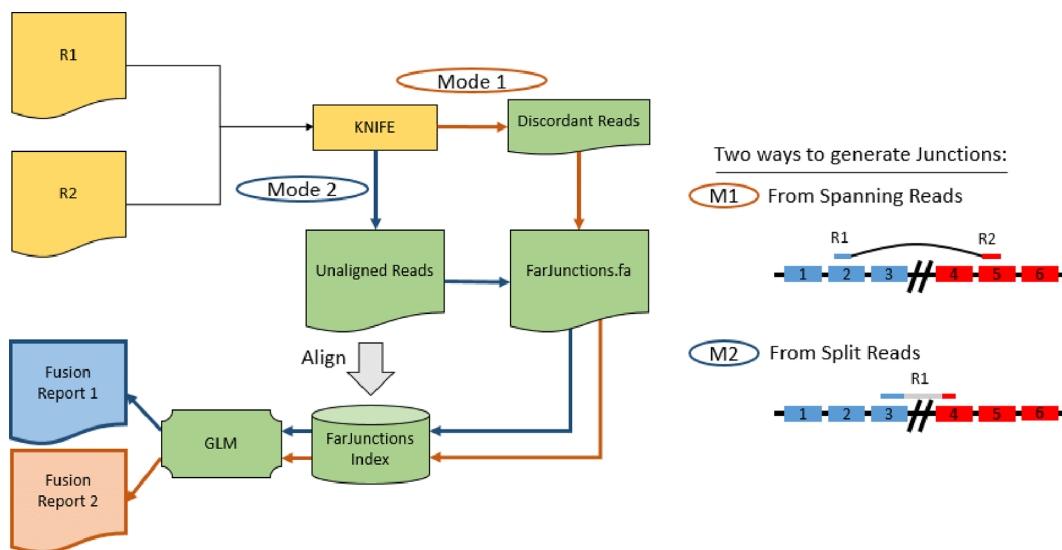 R1
R2
KNIFE
Mode 1
Discordant Reads
Mode 2
Unaligned Reads
FarJunctions.fa
Align
FarJunctions
Index
GLM
Fusion
Report 1
Fusion
Report 2
Two ways to generate Junctions:
M1 From Spanning Reads
R1 R2
1 2 3 4 5 6
M2 From Split Reads
R1
1 2 3 4 5 6